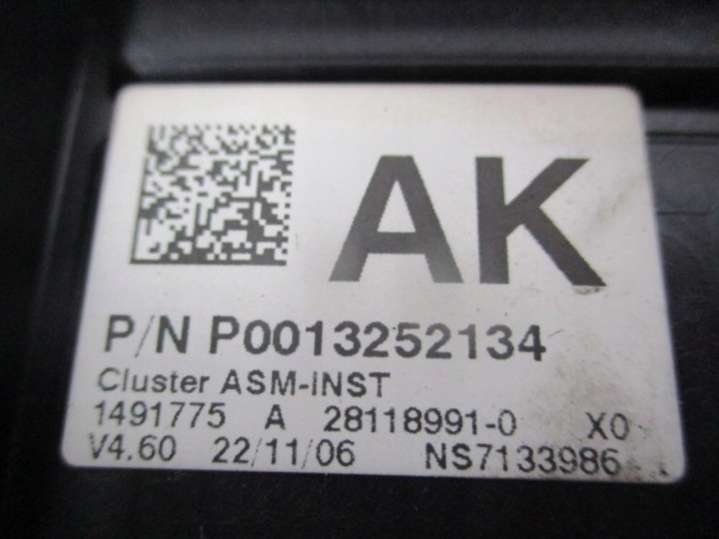 AK
P/N P0013252134
Cluster ASM-INST
1491775 A 28118991-0 X0
V4.60 22/11/06 NS7133986